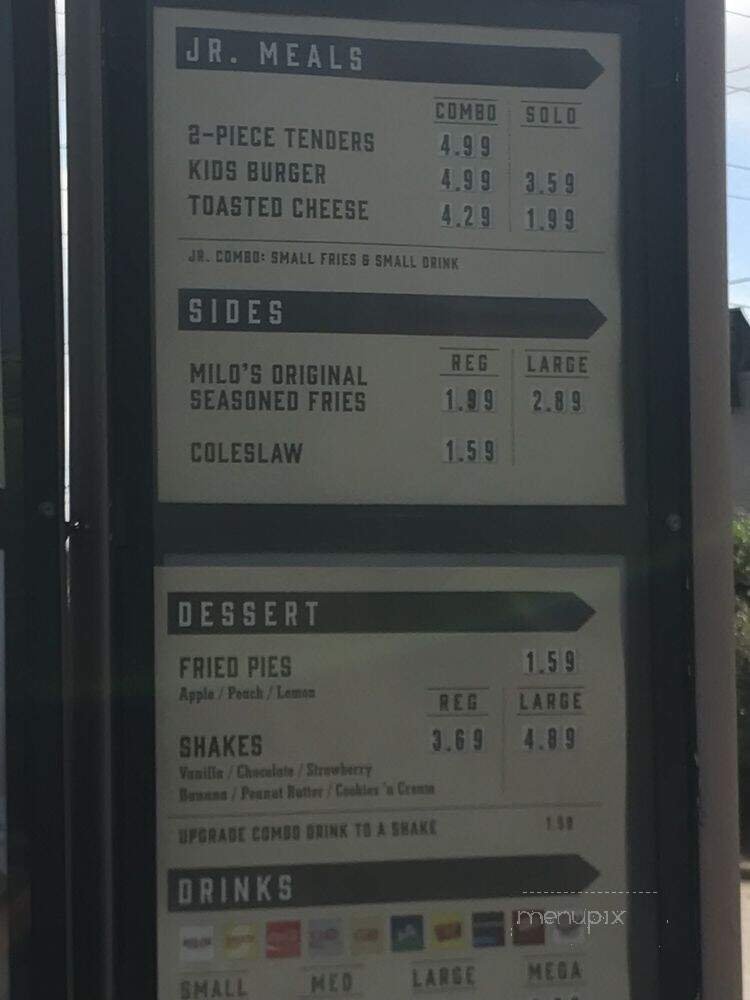 JR. MEALS
COMBO SOLO
2-PIECE TENDERS 4.99
KIDS BURGER 4.99 3.59
TOASTED CHEESE 4.29 1.99
JR. COMBO: SMALL FRIES & SMALL DRINK
SIDES
REG LARGE
MILO'S ORIGINAL
SEASONED FRIES 1.99 2.89
COLESLAW 1.59
DESSERT
FRIED PIES 1.59
Apple / Peach / Lemon
REG LARGE
SHAKES 3.69 4.89
Vanilla / Chocolate / Strawberry
Banana / Peanut Butter / Cookies 'n Cream
UPGRADE COMBO DRINK TO A SHAKE
DRINKS
menupix
SMALL MED LARGE MEGA